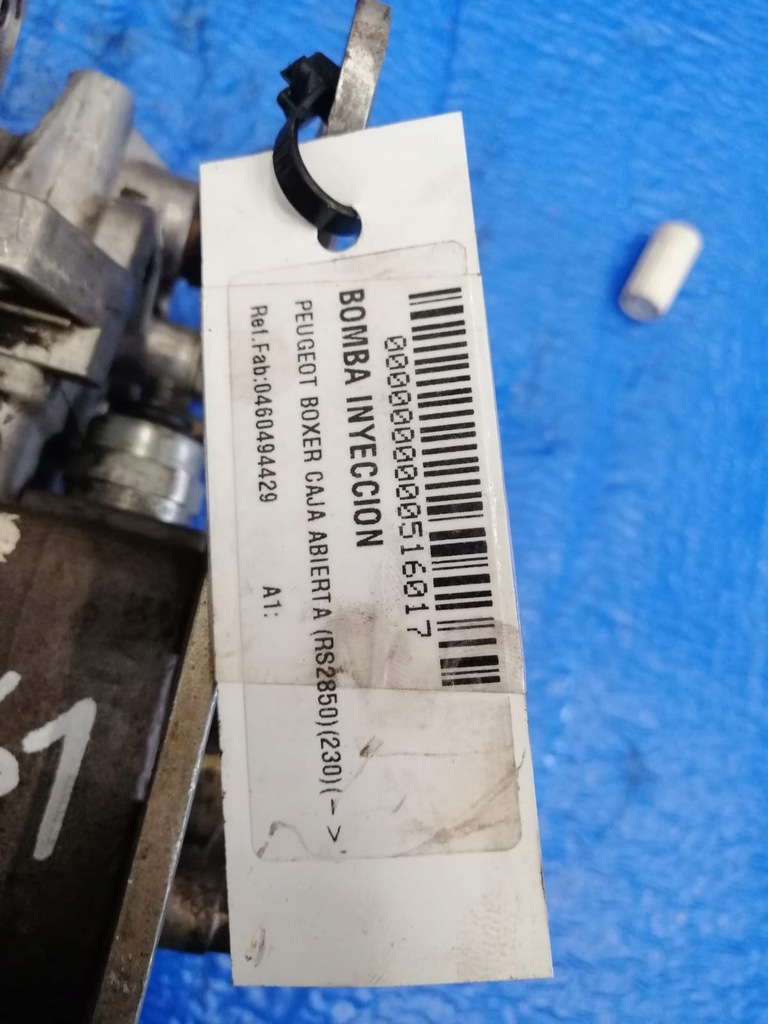 0000000000516017
BOMBA INYECCION
PEUGEOT BOXER CAJA ABIERTA (RS2850)(230)(->
Ref.Fab:0460494429 A1: